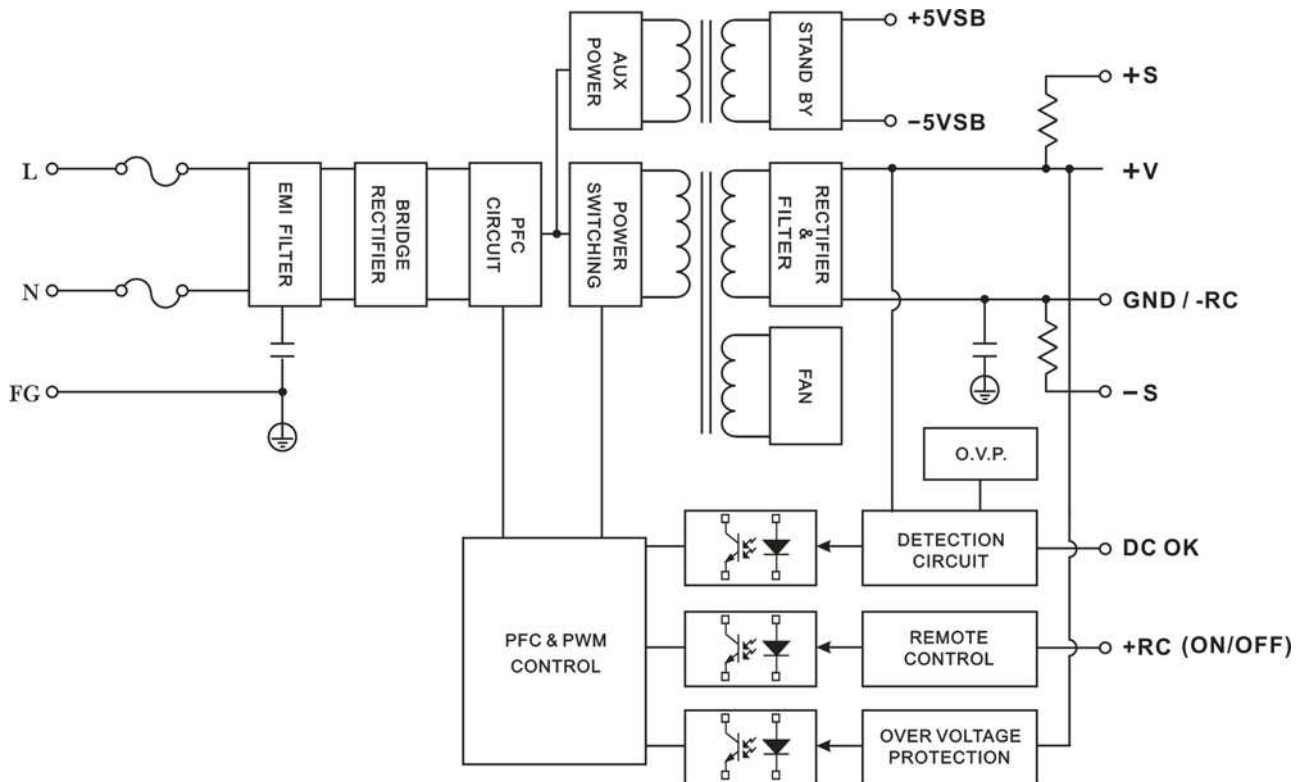 AUX
POWER
STAND BY
+5VSB
−5VSB
+S
L
N
FG
EMI FILTER
BRIDGE
RECTIFIER
PFC
CIRCUIT
POWER
SWITCHING
RECTIFIER
&
FILTER
+V
GND / -RC
−S
FAN
O.V.P.
DETECTION
CIRCUIT
DC OK
PFC & PWM
CONTROL
REMOTE
CONTROL
+RC (ON/OFF)
OVER VOLTAGE
PROTECTION